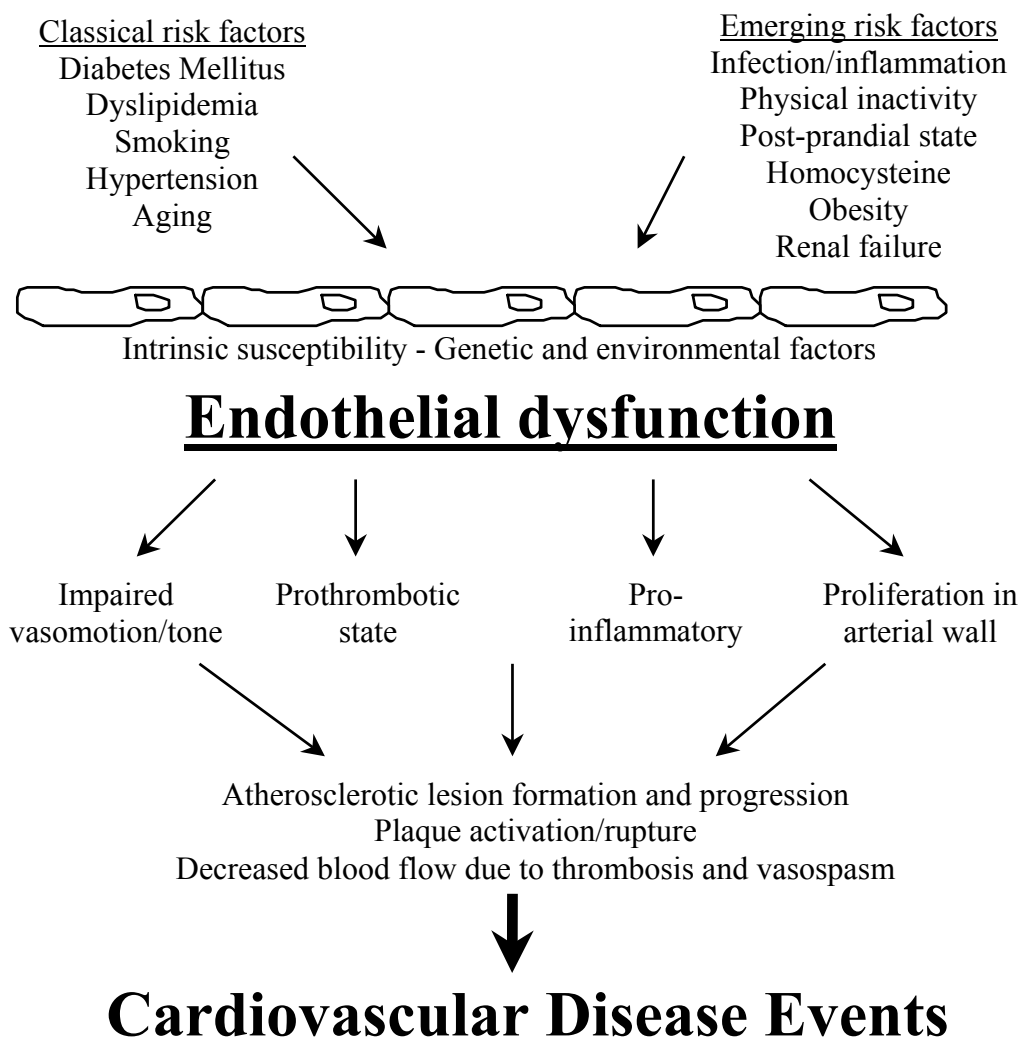 Classical risk factors
Diabetes Mellitus
Dyslipidemia
Smoking
Hypertension
Aging
Emerging risk factors
Infection/inflammation
Physical inactivity
Post-prandial state
Homocysteine
Obesity
Renal failure
Intrinsic susceptibility - Genetic and environmental factors
Endothelial dysfunction
Impaired
vasomotion/tone
Prothrombotic
state
Pro-
inflammatory
Proliferation in
arterial wall
Atherosclerotic lesion formation and progression
Plaque activation/rupture
Decreased blood flow due to thrombosis and vasospasm
Cardiovascular Disease Events